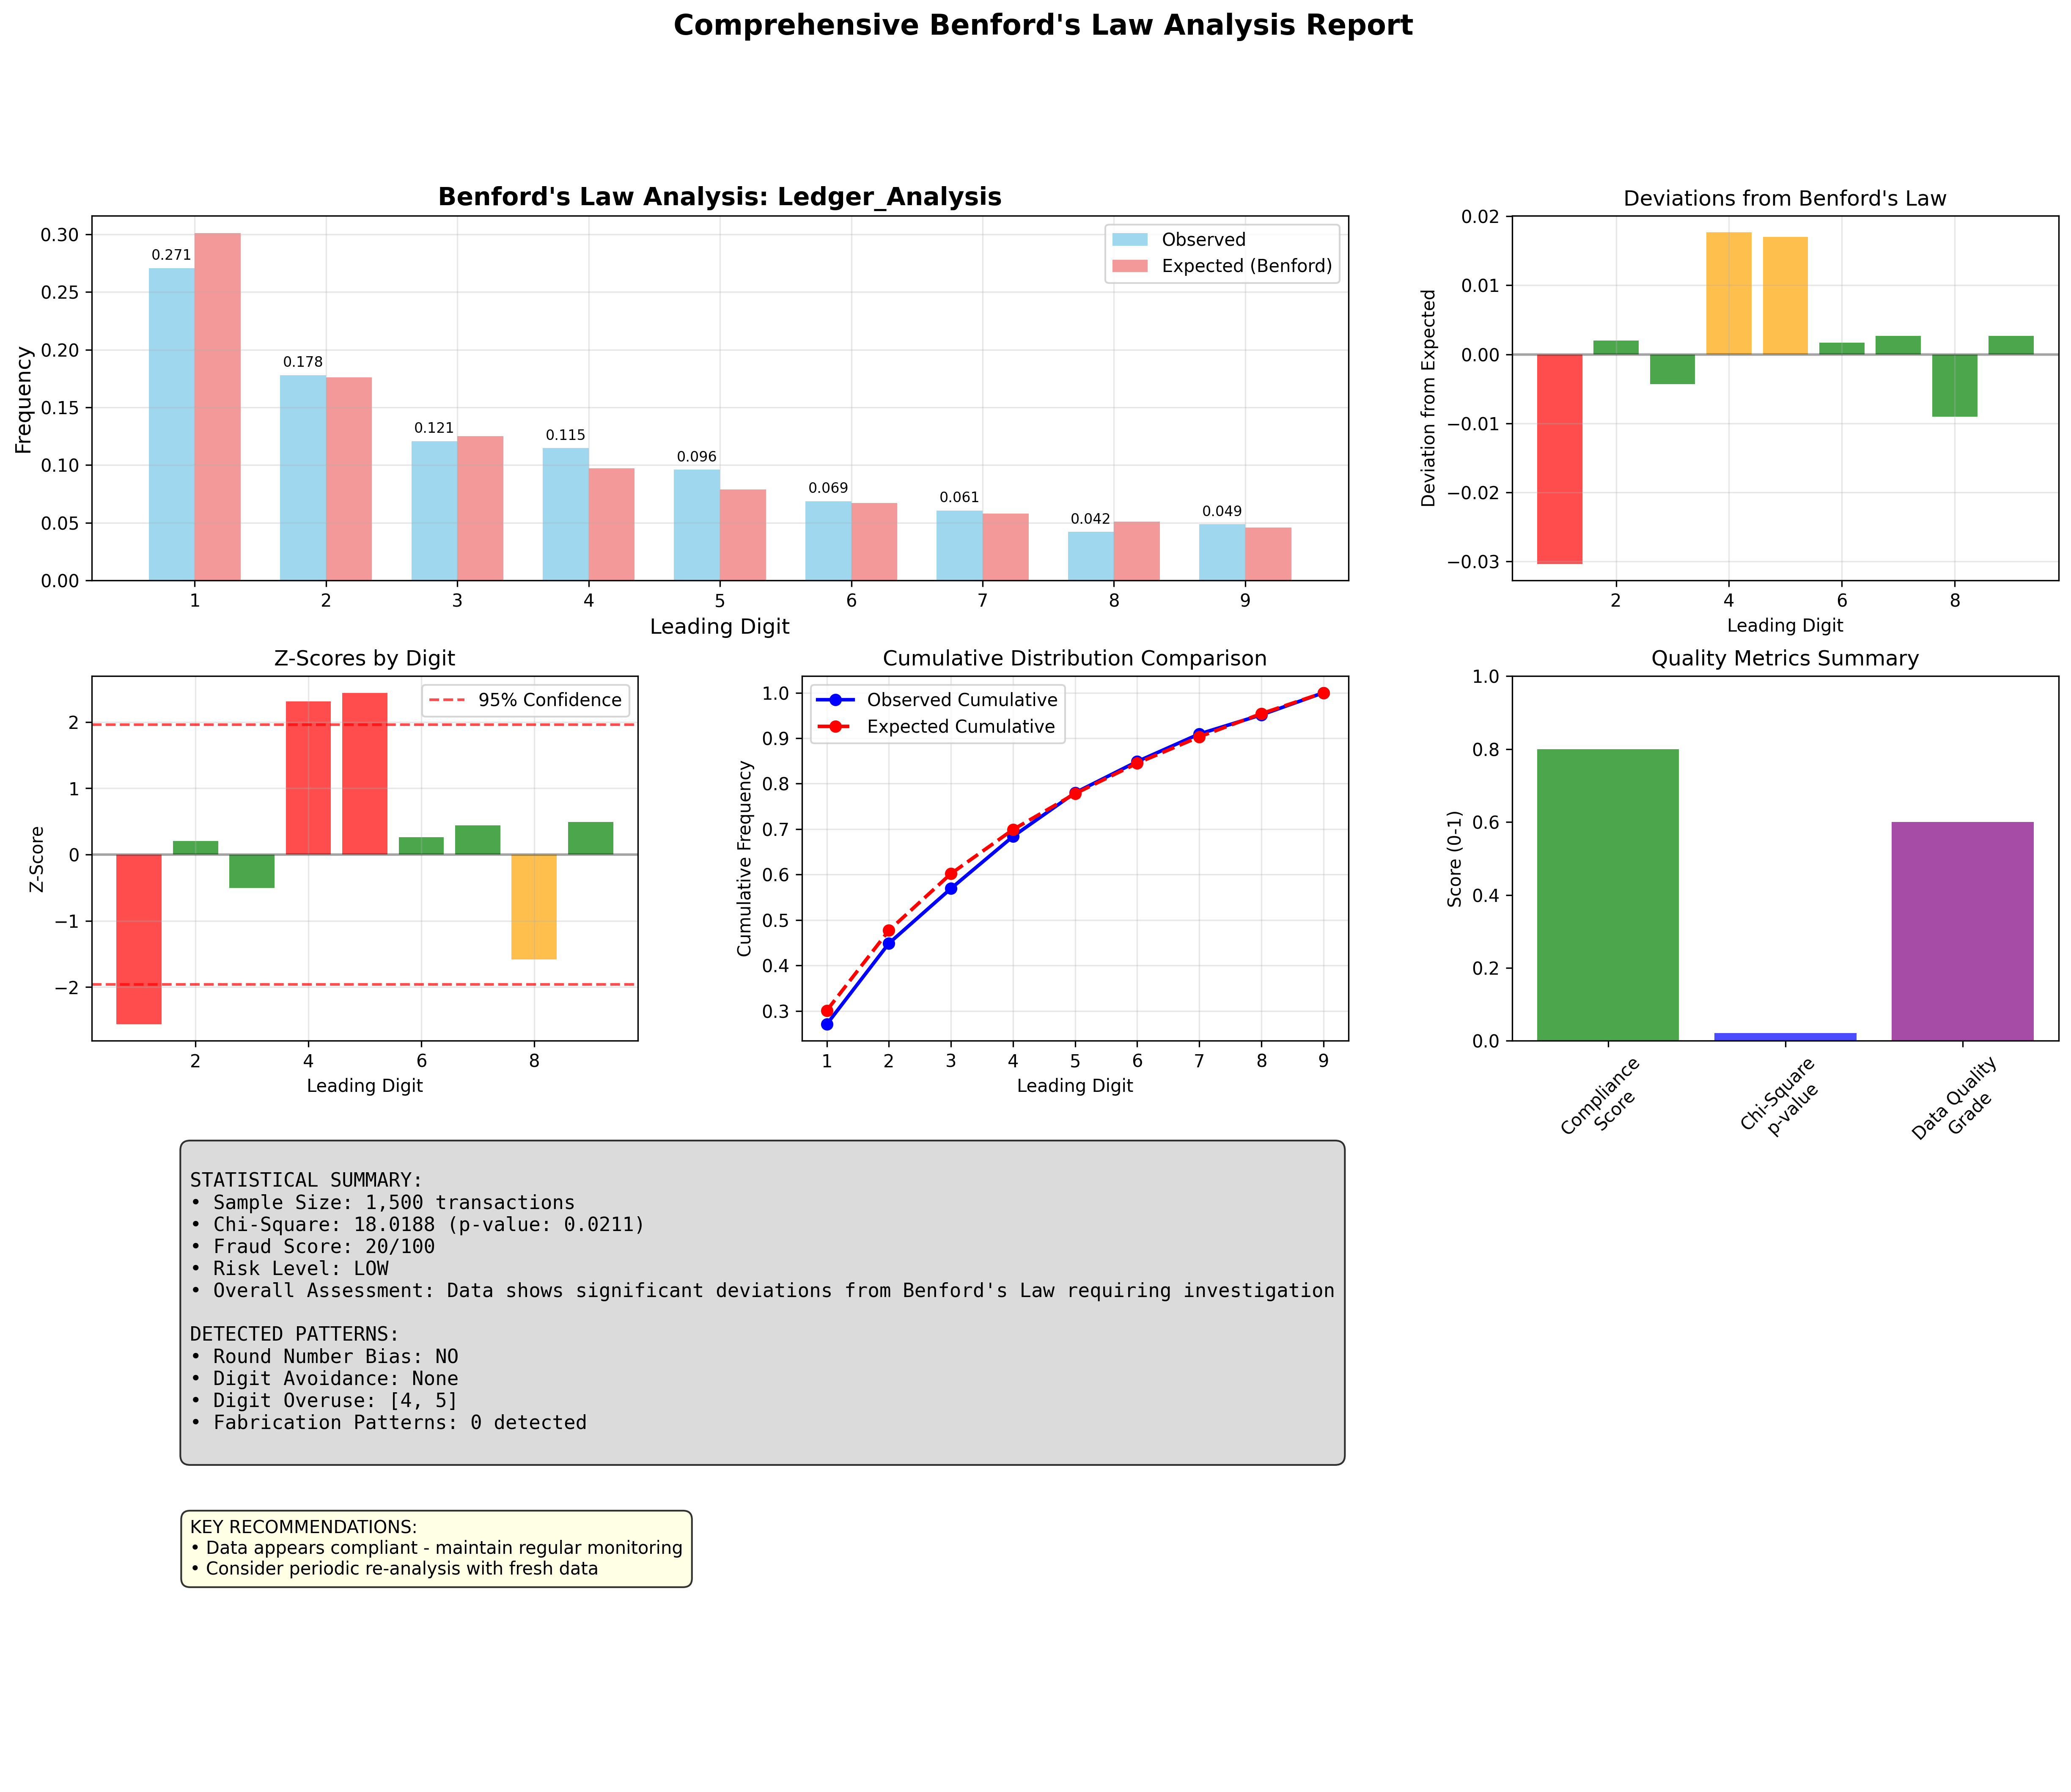 Comprehensive Benford's Law Analysis Report
Benford's Law Analysis: Ledger_Analysis
Frequency
0.30
0.25
0.20
0.15
0.10
0.05
0.00
0.271
0.178
0.121
0.115
0.096
0.069
0.061
0.042
0.049
Observed
Expected (Benford)
1 2 3 4 5 6 7 8 9
Leading Digit
Deviations from Benford's Law
Deviation from Expected
0.02
0.01
0.00
−0.01
−0.02
−0.03
2 4 6 8
Leading Digit
Z-Scores by Digit
Z-Score
2
1
0
−1
−2
95% Confidence
2 4 6 8
Leading Digit
Cumulative Distribution Comparison
Cumulative Frequency
1.0
0.9
0.8
0.7
0.6
0.5
0.4
0.3
Observed Cumulative
Expected Cumulative
1 2 3 4 5 6 7 8 9
Leading Digit
Quality Metrics Summary
Score (0-1)
1.0
0.8
0.6
0.4
0.2
0.0
Compliance
Score
Chi-Square
p-value
Data Quality
Grade
STATISTICAL SUMMARY:
• Sample Size: 1,500 transactions
• Chi-Square: 18.0188 (p-value: 0.0211)
• Fraud Score: 20/100
• Risk Level: LOW
• Overall Assessment: Data shows significant deviations from Benford's Law requiring investigation
DETECTED PATTERNS:
• Round Number Bias: NO
• Digit Avoidance: None
• Digit Overuse: [4, 5]
• Fabrication Patterns: 0 detected
KEY RECOMMENDATIONS:
• Data appears compliant - maintain regular monitoring
• Consider periodic re-analysis with fresh data